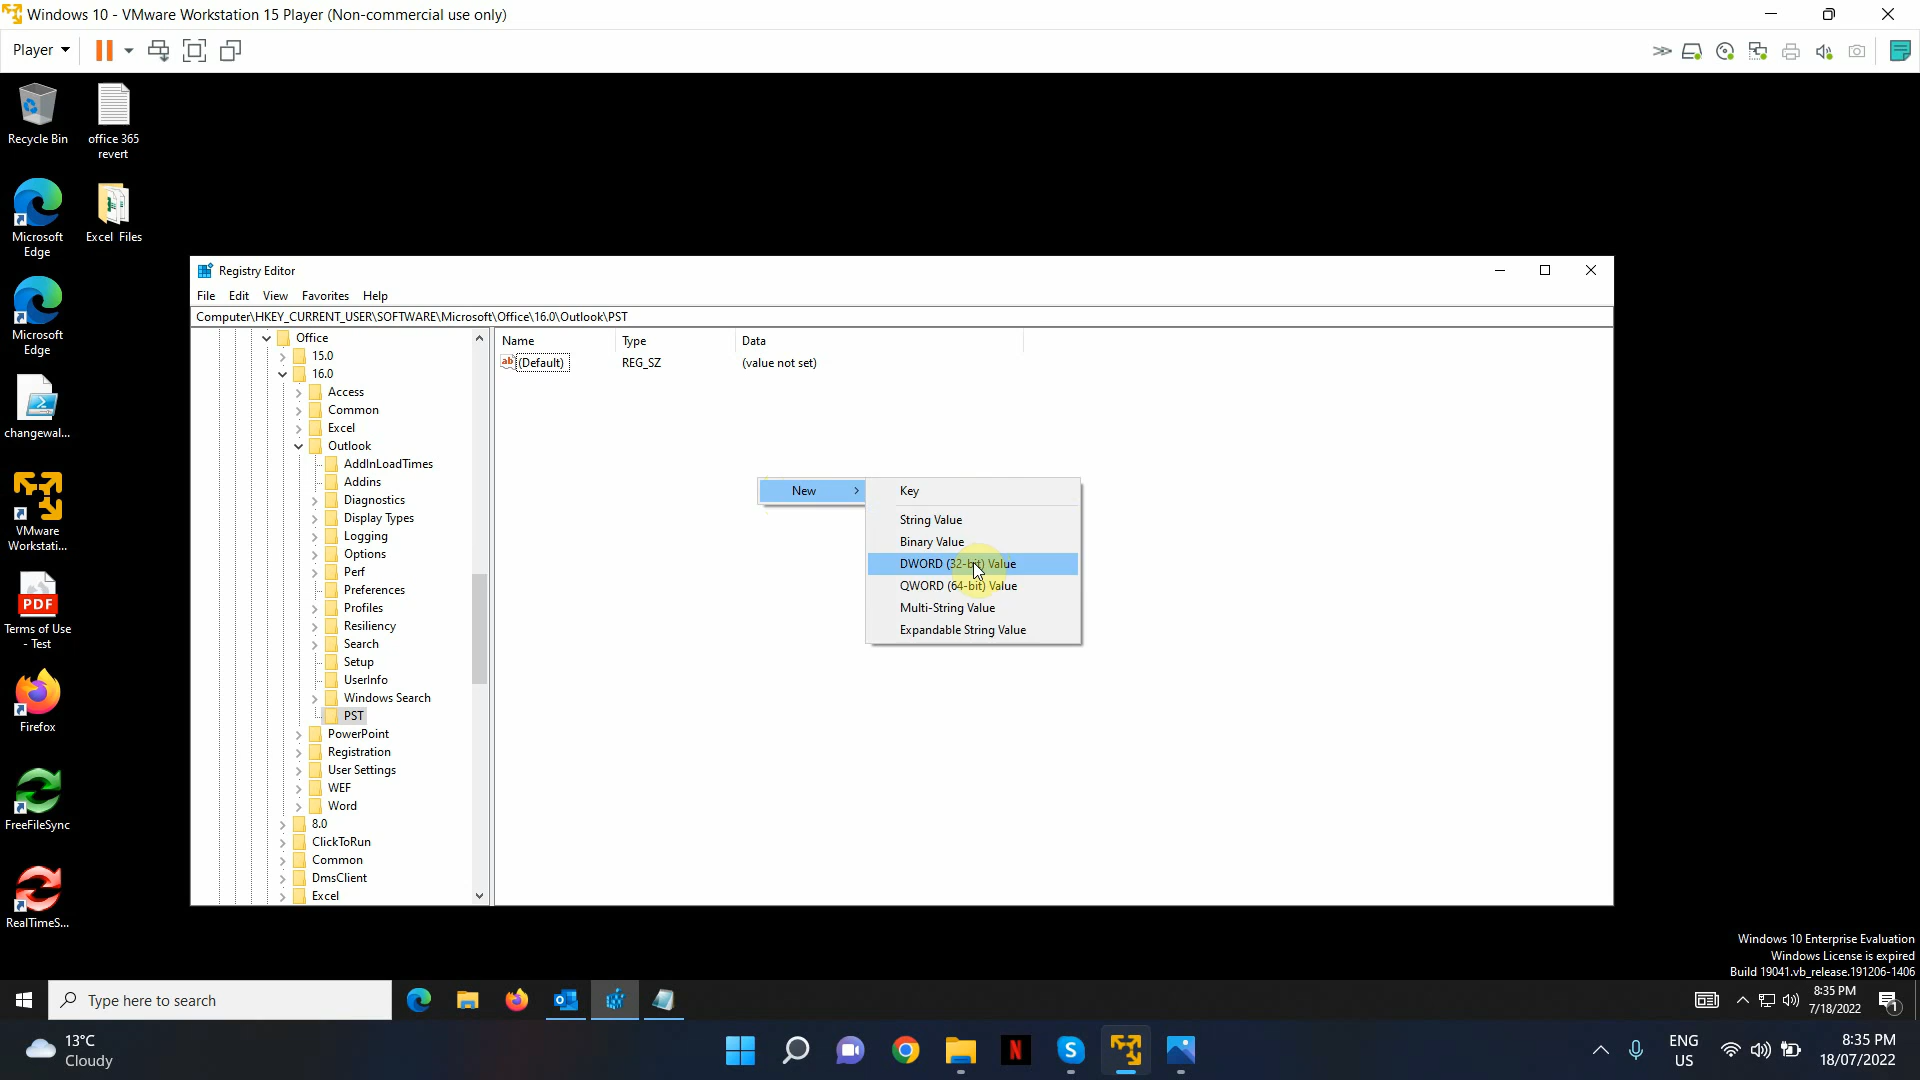 Windows 10 - VMware Workstation 15 Player (Non-commercial use only)
Player
Recycle Bin
office 365
revert
Microsoft
Edge
Excel Files
Microsoft
Edge
changewal...
VMware
Workstati...
PDF
Terms of Use
- Test
Firefox
FreeFileSync
RealTimeS...
Registry Editor
File Edit View Favorites Help
Computer\HKEY_CURRENT_USER\SOFTWARE\Microsoft\Office\16.0\Outlook\PST
Office
15.0
16.0
Access
Common
Excel
Outlook
AddInLoadTimes
Addins
Diagnostics
Display Types
Logging
Options
Perf
Preferences
Profiles
Resiliency
Search
Setup
UserInfo
Windows Search
PST
PowerPoint
Registration
User Settings
WEF
Word
8.0
ClickToRun
Common
DmsClient
Excel
Name Type Data
ab (Default) REG_SZ (value not set)
New
Key
String Value
Binary Value
DWORD (32-bit) Value
QWORD (64-bit) Value
Multi-String Value
Expandable String Value
Windows 10 Enterprise Evaluation
Windows License is expired
Build 19041.vb_release.191206-1406
Type here to search
8:35 PM
7/18/2022
1
13°C
Cloudy
N
S
ENG
US
8:35 PM
18/07/2022